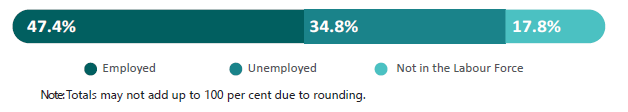 47.4% 34.8% 17.8%
Employed Unemployed Not in the Labour Force
Note: Totals may not add up to 100 per cent due to rounding.